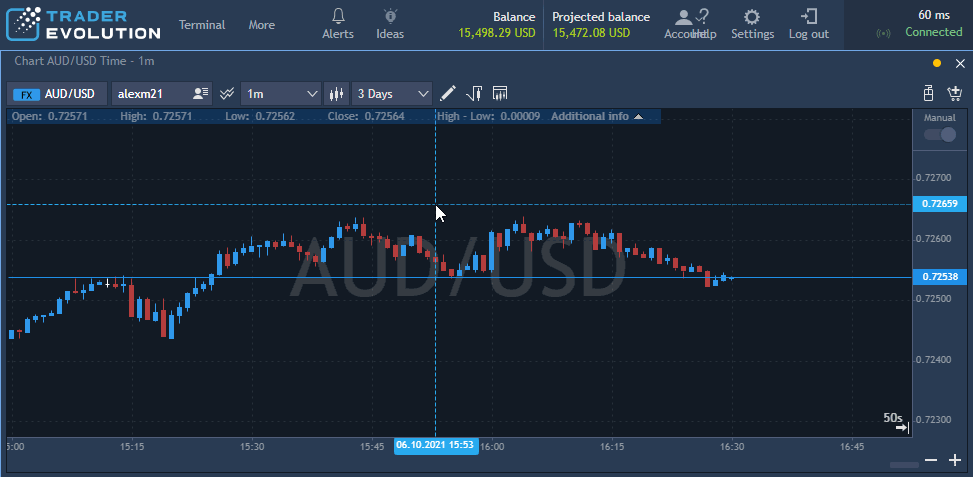 TRADER
EVOLUTION
Terminal
More
Alerts
Ideas
Balance
15,498.29 USD
Projected balance
15,472.08 USD
Account
Help
Settings
Log out
60 ms
Connected
Chart AUD/USD Time - 1m
FX AUD/USD
alexm21
1m
3 Days
Open: 0.72571 High: 0.72571 Low: 0.72562 Close: 0.72564 High - Low: 0.00009 Additional info
Manual
AUD/USD
0.72700
0.72659
0.72600
0.72538
0.72500
0.72400
0.72300
50s
5:00 15:15 15:30 15:45 06.10.2021 15:53 16:00 16:15 16:30 16:45